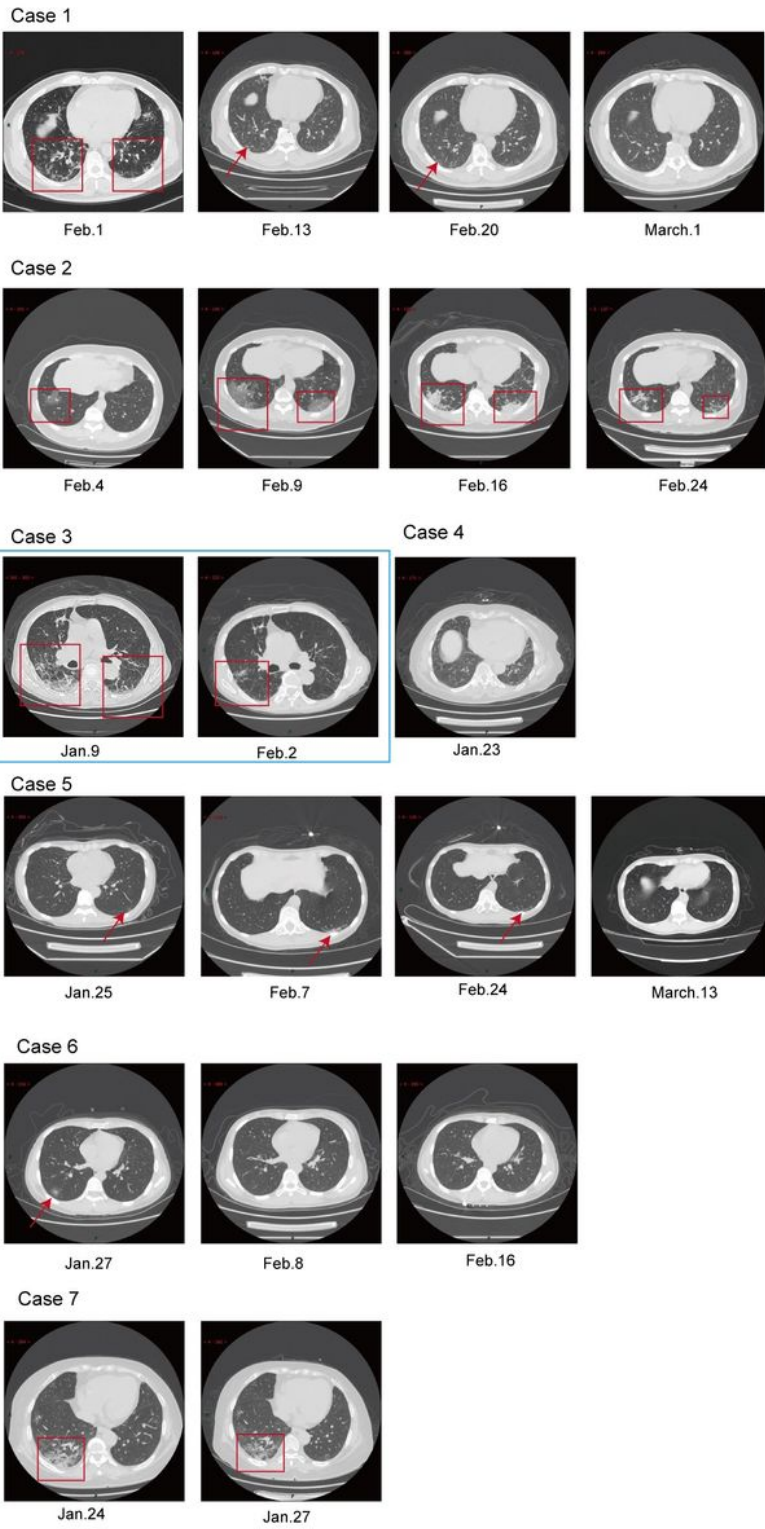 Case 1
Feb.1
Feb.13
Feb.20
March.1
Case 2
Feb.4
Feb.9
Feb.16
Feb.24
Case 3
Case 4
Jan.9
Feb.2
Jan.23
Case 5
Jan.25
Feb.7
Feb.24
March.13
Case 6
Jan.27
Feb.8
Feb.16
Case 7
Jan.24
Jan.27